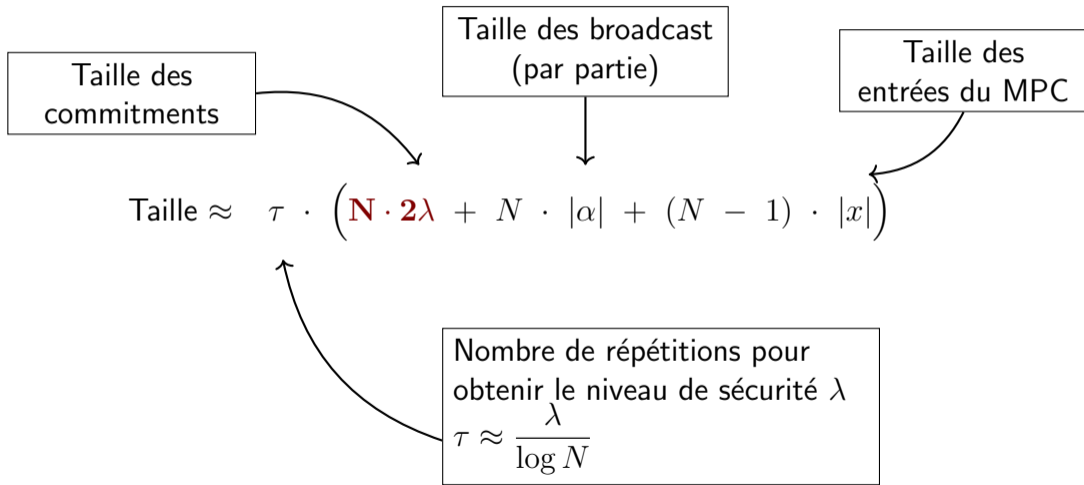 Taille des broadcast
(par partie)
Taille des
commitments
Taille des
entrées du MPC
Taille ≈ τ · (N · 2λ + N · |α| + (N − 1) · |x|)
Nombre de répétitions pour
obtenir le niveau de sécurité λ
τ ≈ λ / log N